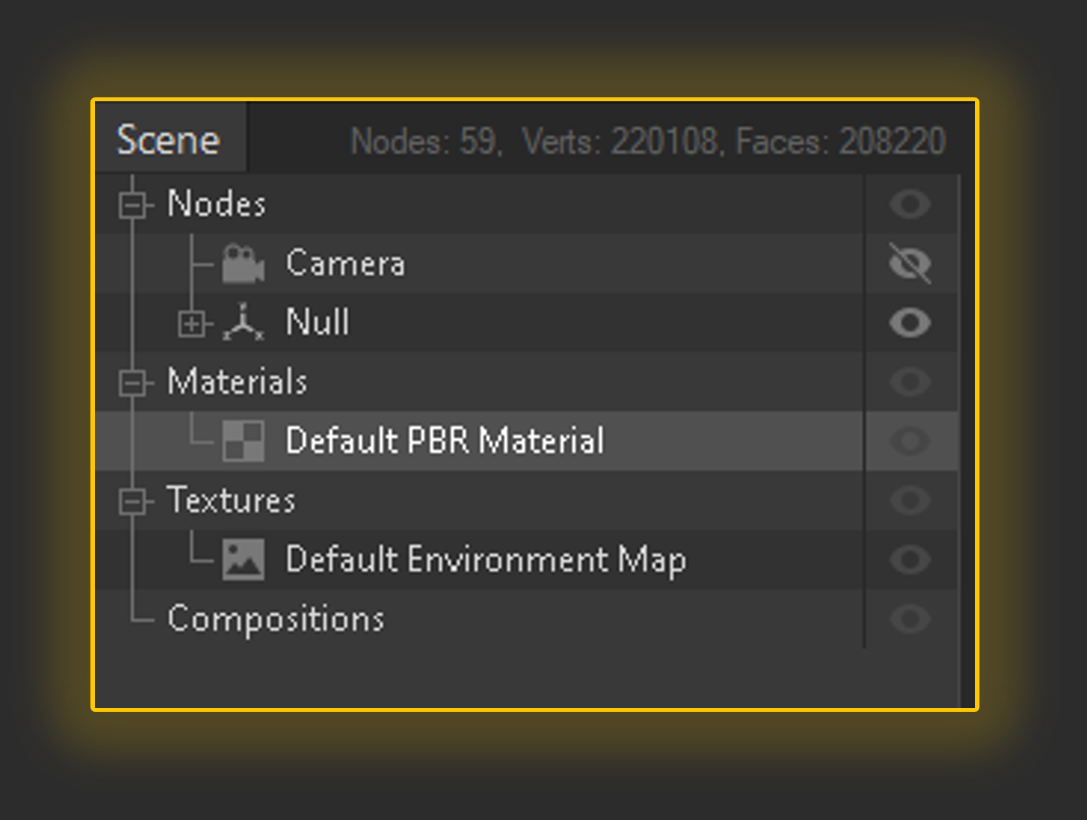 Scene Nodes: 59, Verts: 220108, Faces: 208220
Nodes
Camera
Null
Materials
Default PBR Material
Textures
Default Environment Map
Compositions